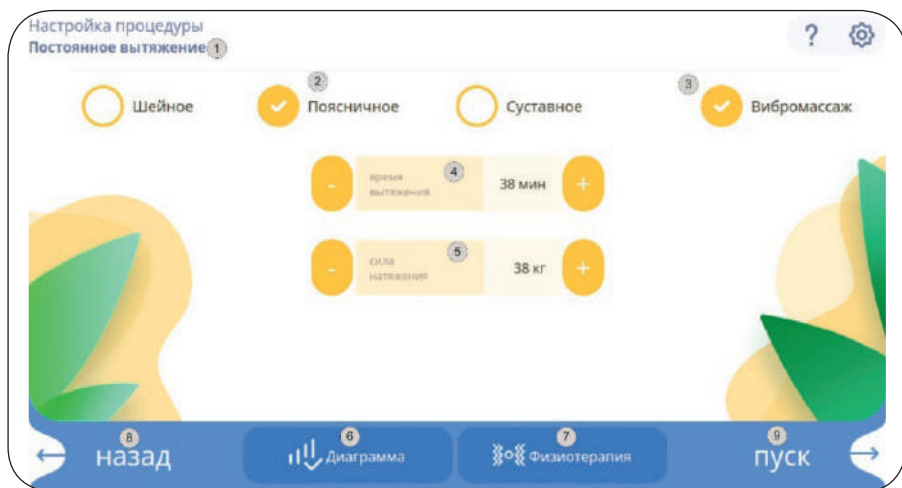 Настройка процедуры
Постоянное вытяжение 1
?
2
3
Шейное
Поясничное
Суставное
Вибромассаж
- время вытяжения 4 38 мин +
- сила натяжения 5 38 кг +
8
6
7
9
назад
Диаграмма
Физиотерапия
пуск